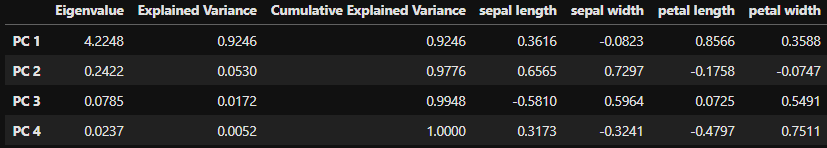 Eigenvalue Explained Variance Cumulative Explained Variance sepal length sepal width petal length petal width
PC 1 4.2248 0.9246 0.9246 0.3616 -0.0823 0.8566 0.3588
PC 2 0.2422 0.0530 0.9776 0.6565 0.7297 -0.1758 -0.0747
PC 3 0.0785 0.0172 0.9948 -0.5810 0.5964 0.0725 0.5491
PC 4 0.0237 0.0052 1.0000 0.3173 -0.3241 -0.4797 0.7511